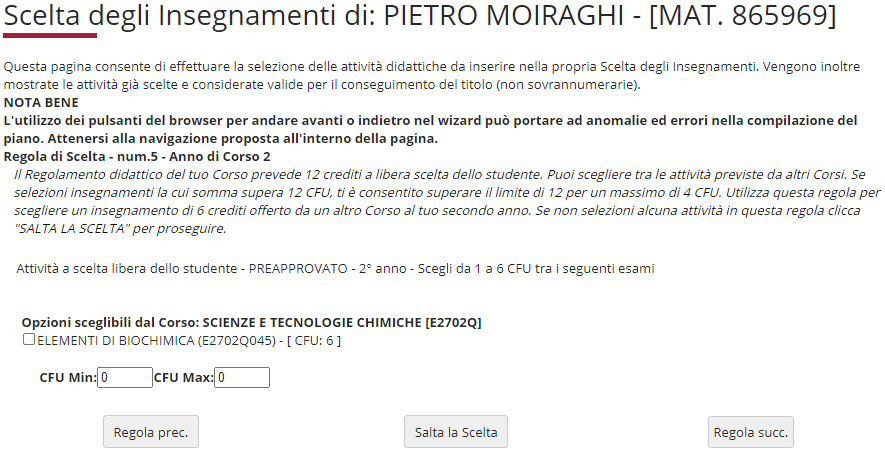 Scelta degli Insegnamenti di: PIETRO MOIRAGHI - [MAT. 865969]
Questa pagina consente di effettuare la selezione delle attività didattiche da inserire nella propria Scelta degli Insegnamenti. Vengono inoltre
mostrate le attività già scelte e considerate valide per il conseguimento del titolo (non sovrannumerarie).
NOTA BENE
L'utilizzo dei pulsanti del browser per andare avanti o indietro nel wizard può portare ad anomalie ed errori nella compilazione del
piano. Attenersi alla navigazione proposta all'interno della pagina.
Regola di Scelta - num.5 - Anno di Corso 2
Il Regolamento didattico del tuo Corso prevede 12 crediti a libera scelta dello studente. Puoi scegliere tra le attività previste da altri Corsi. Se
selezioni insegnamenti la cui somma supera 12 CFU, ti è consentito superare il limite di 12 per un massimo di 4 CFU. Utilizza questa regola per
scegliere un insegnamento di 6 crediti offerto da un altro Corso al tuo secondo anno. Se non selezioni alcuna attività in questa regola clicca
"SALTA LA SCELTA" per proseguire.
Attività a scelta libera dello studente - PREAPPROVATO - 2° anno - Scegli da 1 a 6 CFU tra i seguenti esami
Opzioni sceglibili dal Corso: SCIENZE E TECNOLOGIE CHIMICHE [E2702Q]
ELEMENTI DI BIOCHIMICA (E2702Q045) - [ CFU: 6 ]
CFU Min: 0 CFU Max: 0
Regola prec. Salta la Scelta Regola succ.